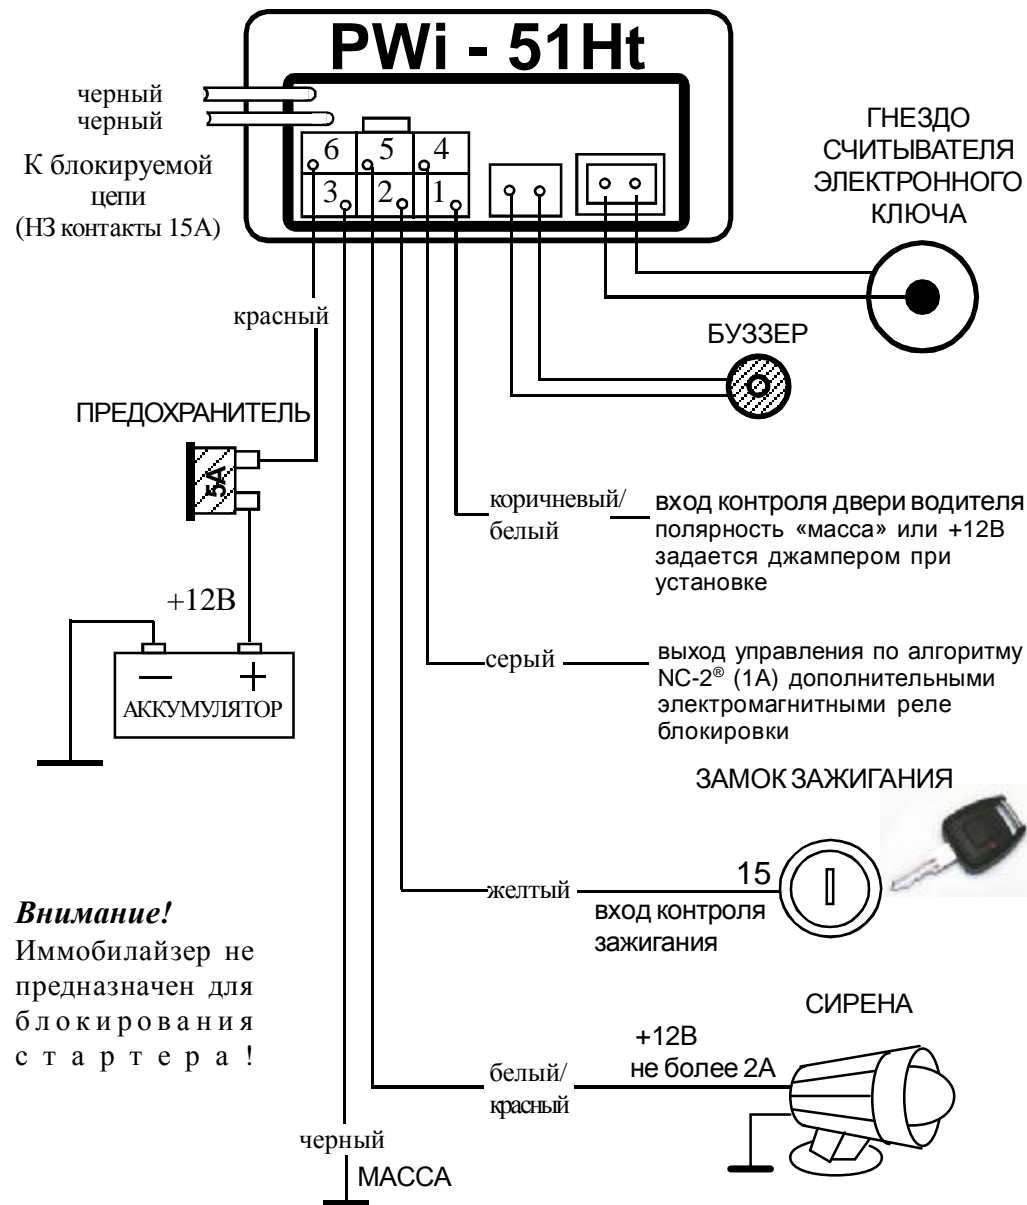 PWi - 51Ht
черный
черный
К блокируемой
цепи
(НЗ контакты 15А)
6 5 4
3 2 1
ГНЕЗДО
СЧИТЫВАТЕЛЯ
ЭЛЕКТРОННОГО
КЛЮЧА
красный
БУЗЗЕР
ПРЕДОХРАНИТЕЛЬ
5А
коричневый/
белый
вход контроля двери водителя
полярность «масса» или +12В
задается джампером при
установке
+12В
— +
АККУМУЛЯТОР
серый
выход управления по алгоритму
NC-2® (1А) дополнительными
электромагнитными реле
блокировки
ЗАМОК ЗАЖИГАНИЯ
желтый
15
вход контроля
зажигания
Внимание!
Иммобилайзер не
предназначен для
блокирования
стартера!
СИРЕНА
+12В
не более 2А
белый/
красный
черный
МАССА